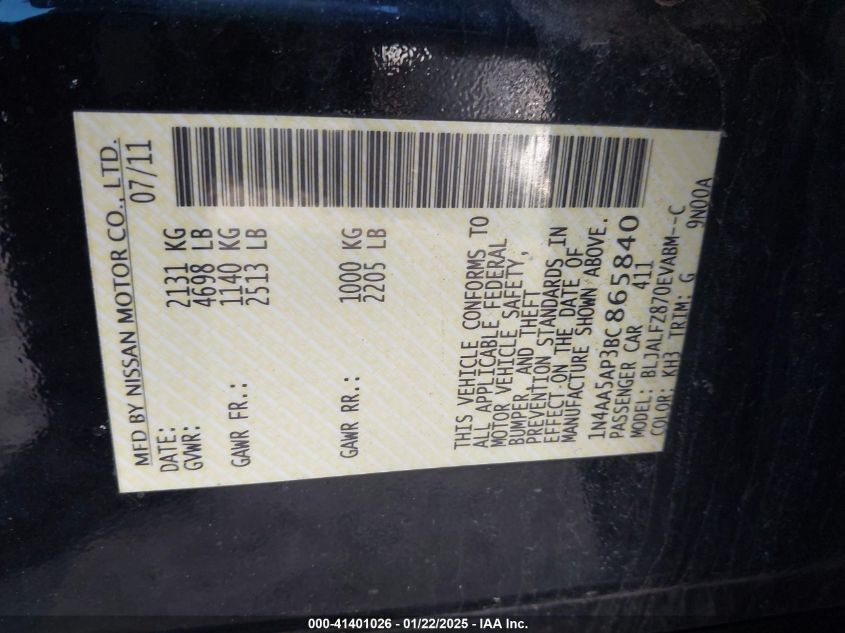 MFD BY NISSAN MOTOR CO., LTD.
DATE: 07/11
GVWR: 2131 KG
4698 LB
GAWR FR.: 1140 KG
2513 LB
GAWR RR.: 1000 KG
2205 LB
THIS VEHICLE CONFORMS TO
ALL APPLICABLE FEDERAL
MOTOR VEHICLE SAFETY,
BUMPER, AND THEFT
PREVENTION STANDARDS IN
EFFECT ON THE DATE OF
MANUFACTURE SHOWN ABOVE.
1N4AA5AP3BC865840
PASSENGER CAR 411
MODEL: BLJALFZ870EVABM--C
COLOR: KH3 TRIM: G 9N00A
000-41401026 - 01/22/2025 - IAA Inc.